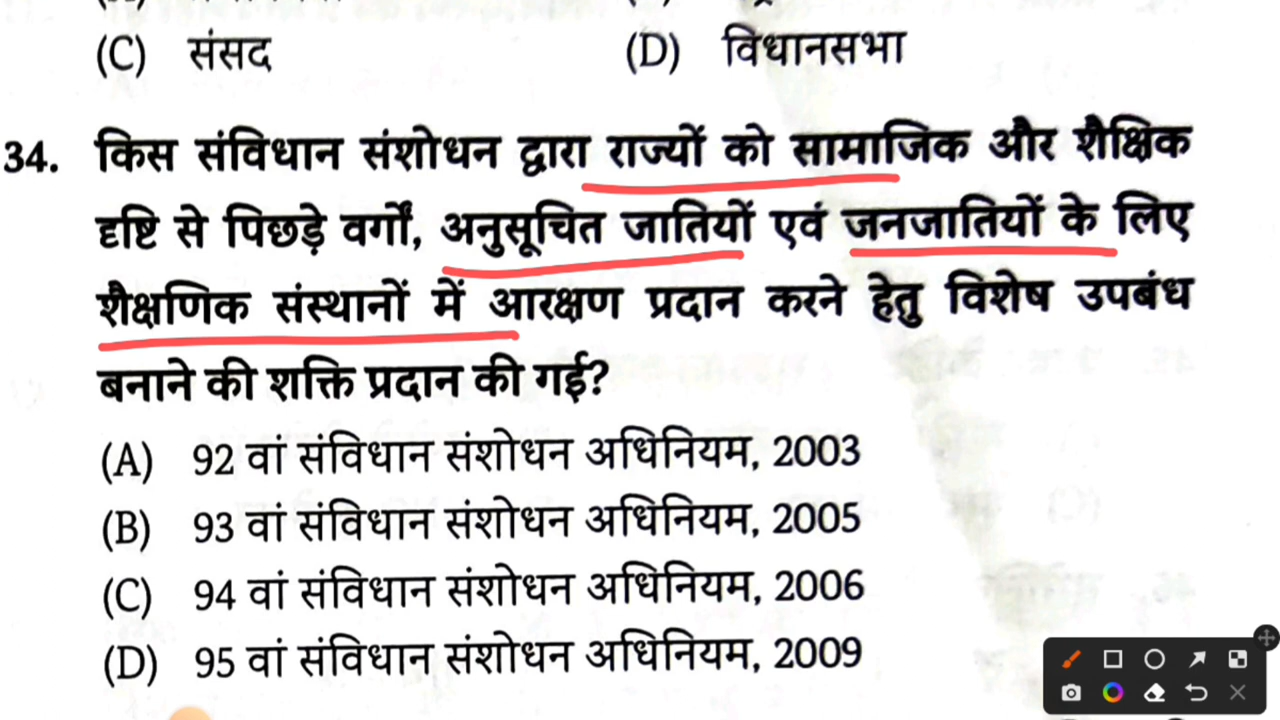 (C) संसद (D) विधानसभा
34. किस संविधान संशोधन द्वारा राज्यों को सामाजिक और शैक्षिक
दृष्टि से पिछड़े वर्गों, अनुसूचित जातियों एवं जनजातियों के लिए
शैक्षणिक संस्थानों में आरक्षण प्रदान करने हेतु विशेष उपबंध
बनाने की शक्ति प्रदान की गई?
(A) 92 वां संविधान संशोधन अधिनियम, 2003
(B) 93 वां संविधान संशोधन अधिनियम, 2005
(C) 94 वां संविधान संशोधन अधिनियम, 2006
(D) 95 वां संविधान संशोधन अधिनियम, 2009